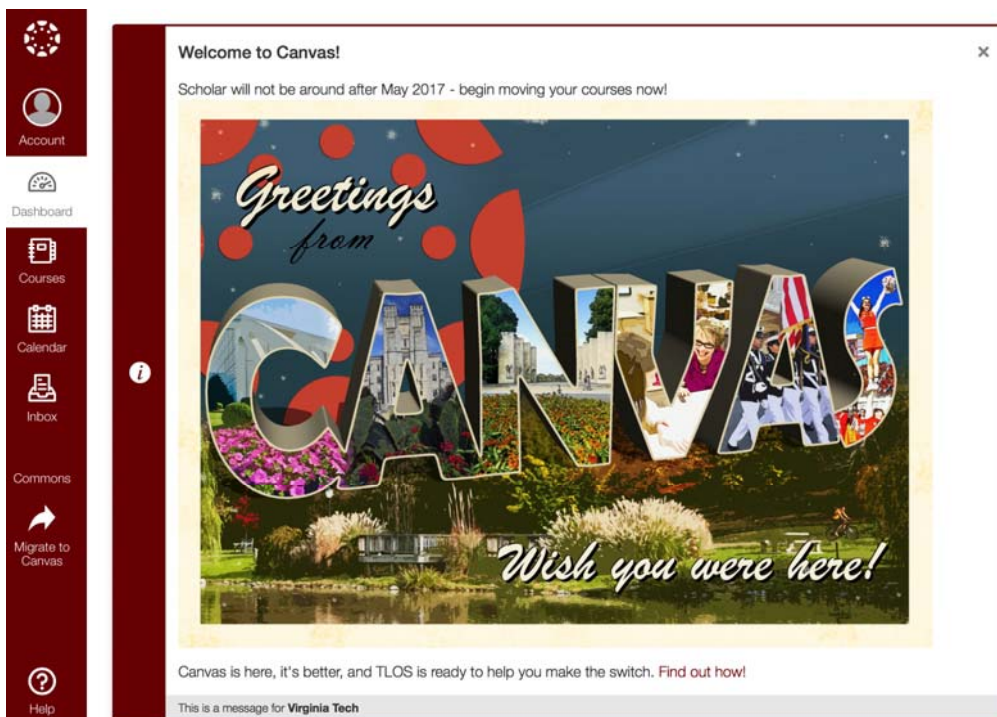 Account
Dashboard
Courses
Calendar
Inbox
Commons
Migrate to
Canvas
Help
Welcome to Canvas!
Scholar will not be around after May 2017 - begin moving your courses now!
Greetings
from
CANVAS
Wish you were here!
Canvas is here, it's better, and TLOS is ready to help you make the switch. Find out how!
This is a message for Virginia Tech